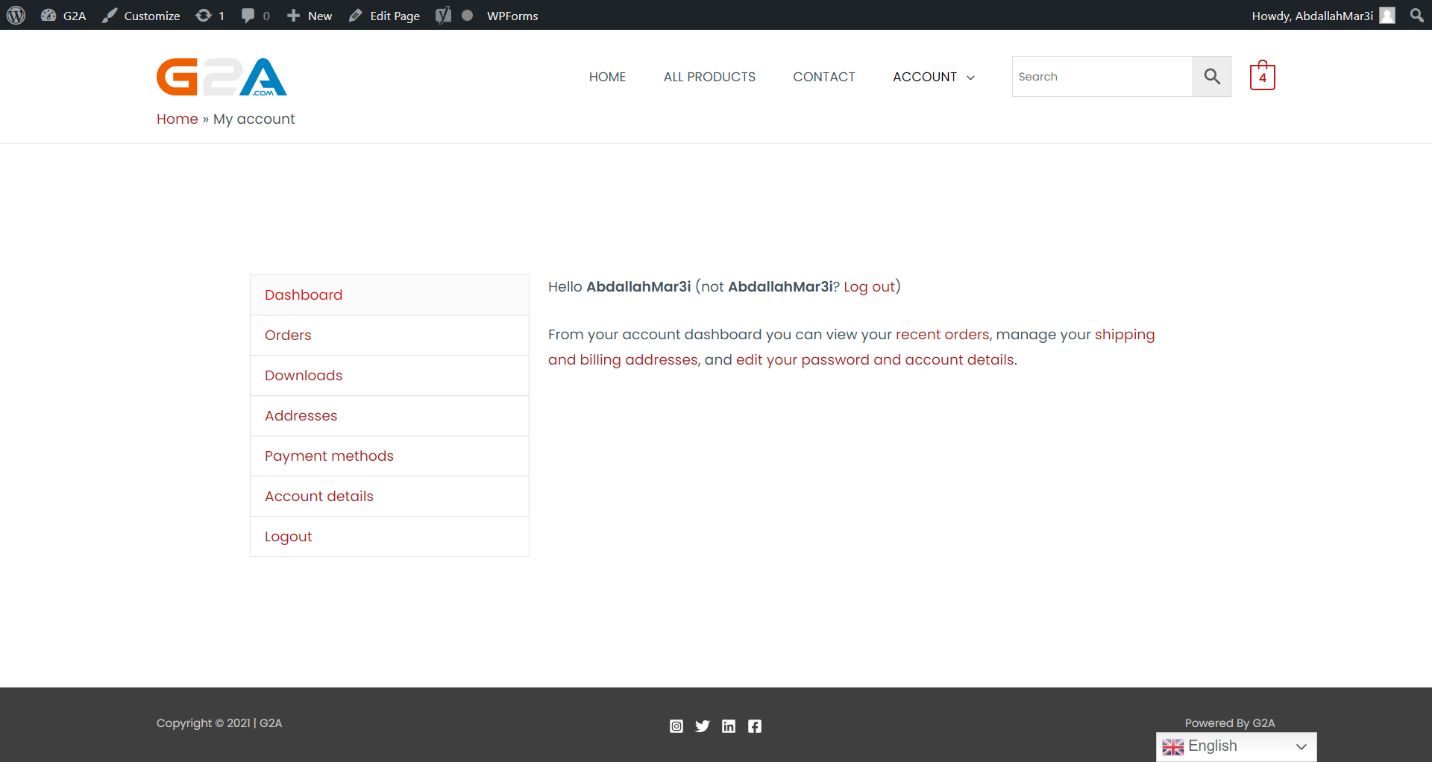 G2A Customize 1 0 New Edit Page WPForms Howdy, AbdallahMar3i
G2A
.COM
HOME ALL PRODUCTS CONTACT ACCOUNT Search 4
Home » My account
Dashboard
Orders
Downloads
Addresses
Payment methods
Account details
Logout
Hello AbdallahMar3i (not AbdallahMar3i? Log out)
From your account dashboard you can view your recent orders, manage your shipping
and billing addresses, and edit your password and account details.
Copyright © 2021 | G2A
Powered By G2A
English